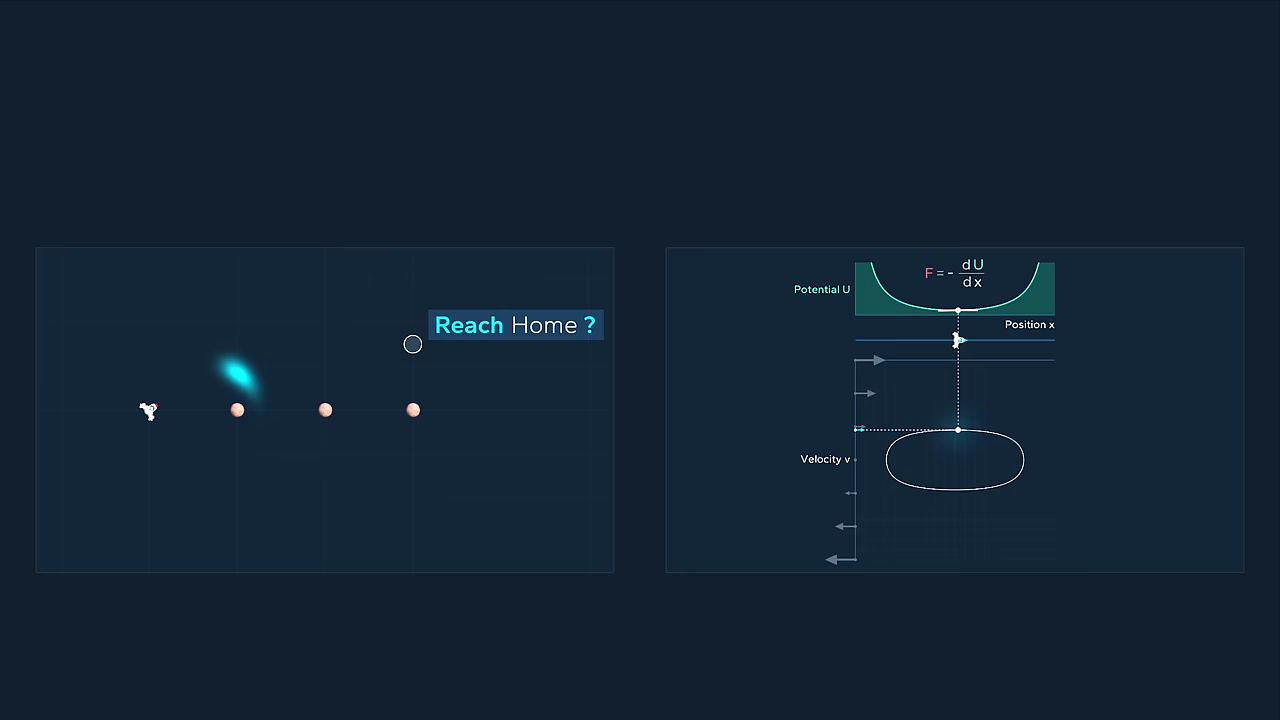 Reach Home ?
F = - dU
dx
Potential U
Position x
Velocity v